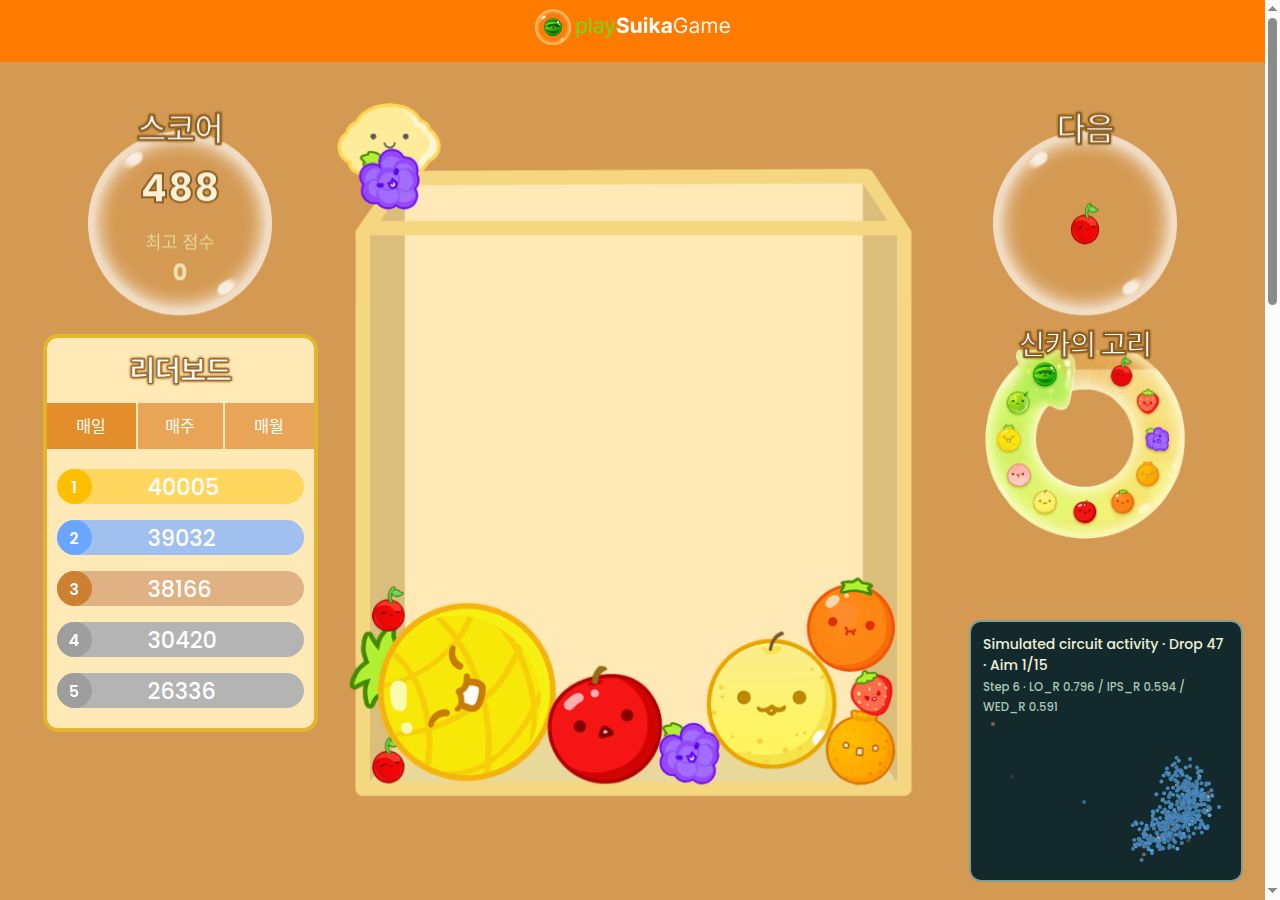 playSuikaGame
스코어
488
최고 점수
0
리더보드
매일 매주 매월
1 40005
2 39032
3 38166
4 30420
5 26336
다음
신카의 고리
Simulated circuit activity · Drop 47
· Aim 1/15
Step 6 · LO_R 0.796 / IPS_R 0.594 /
WED_R 0.591